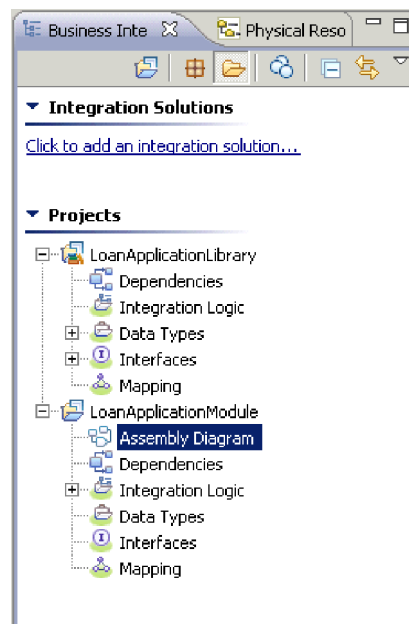 Business Inte
Physical Reso
Integration Solutions
Click to add an integration solution...
Projects
LoanApplicationLibrary
Dependencies
Integration Logic
Data Types
Interfaces
Mapping
LoanApplicationModule
Assembly Diagram
Dependencies
Integration Logic
Data Types
Interfaces
Mapping